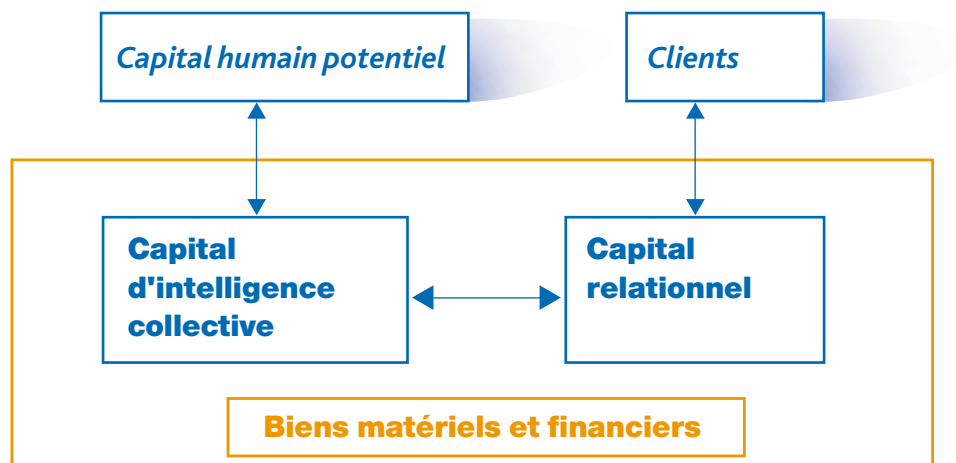 Capital humain potentiel
Clients
Capital
d'intelligence
collective
Capital
relationnel
Biens matériels et financiers